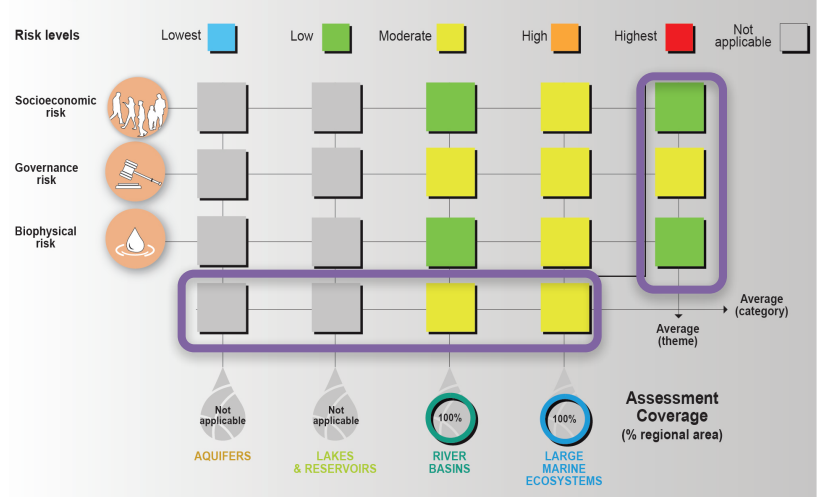 Risk levels
Lowest
Low
Moderate
High
Highest
Not
applicable
Socioeconomic
risk
Governance
risk
Biophysical
risk
Average
(category)
Average
(theme)
Not
applicable
Not
applicable
100%
100%
Assessment
Coverage
(% regional area)
AQUIFERS
LAKES
& RESERVOIRS
RIVER
BASINS
LARGE
MARINE
ECOSYSTEMS